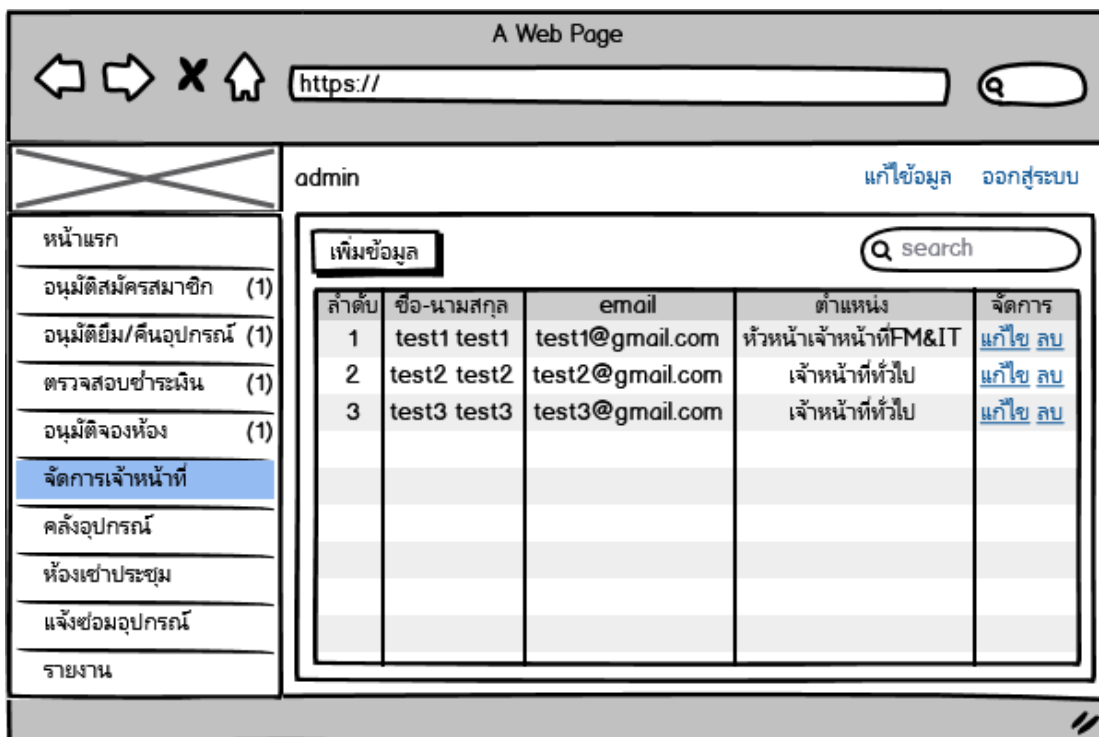 A Web Page
https://
admin
แก้ไข้อมูล ออกสู่ระบบ
หน้าแรก
อนุมัติสมัครสมาชิก (1)
อนุมัติยืม/คืนอุปกรณ์ (1)
ตรวจสอบชำระเงิน (1)
อนุมัติจองห้อง (1)
จัดการเจ้าหน้าที่
คลังอุปกรณ์
ห้องเช่าประชุม
แจ้งซ่อมอุปกรณ์
รายงาน
เพิ่มข้อมูล search
ลำดับ ชื่อ-นามสกุล email ตำแหน่ง จัดการ
1 test1 test1 test1@gmail.com หัวหน้าเจ้าหน้าที่FM&IT แก้ไข ลบ
2 test2 test2 test2@gmail.com เจ้าหน้าที่ทั่วไป แก้ไข ลบ
3 test3 test3 test3@gmail.com เจ้าหน้าที่ทั่วไป แก้ไข ลบ